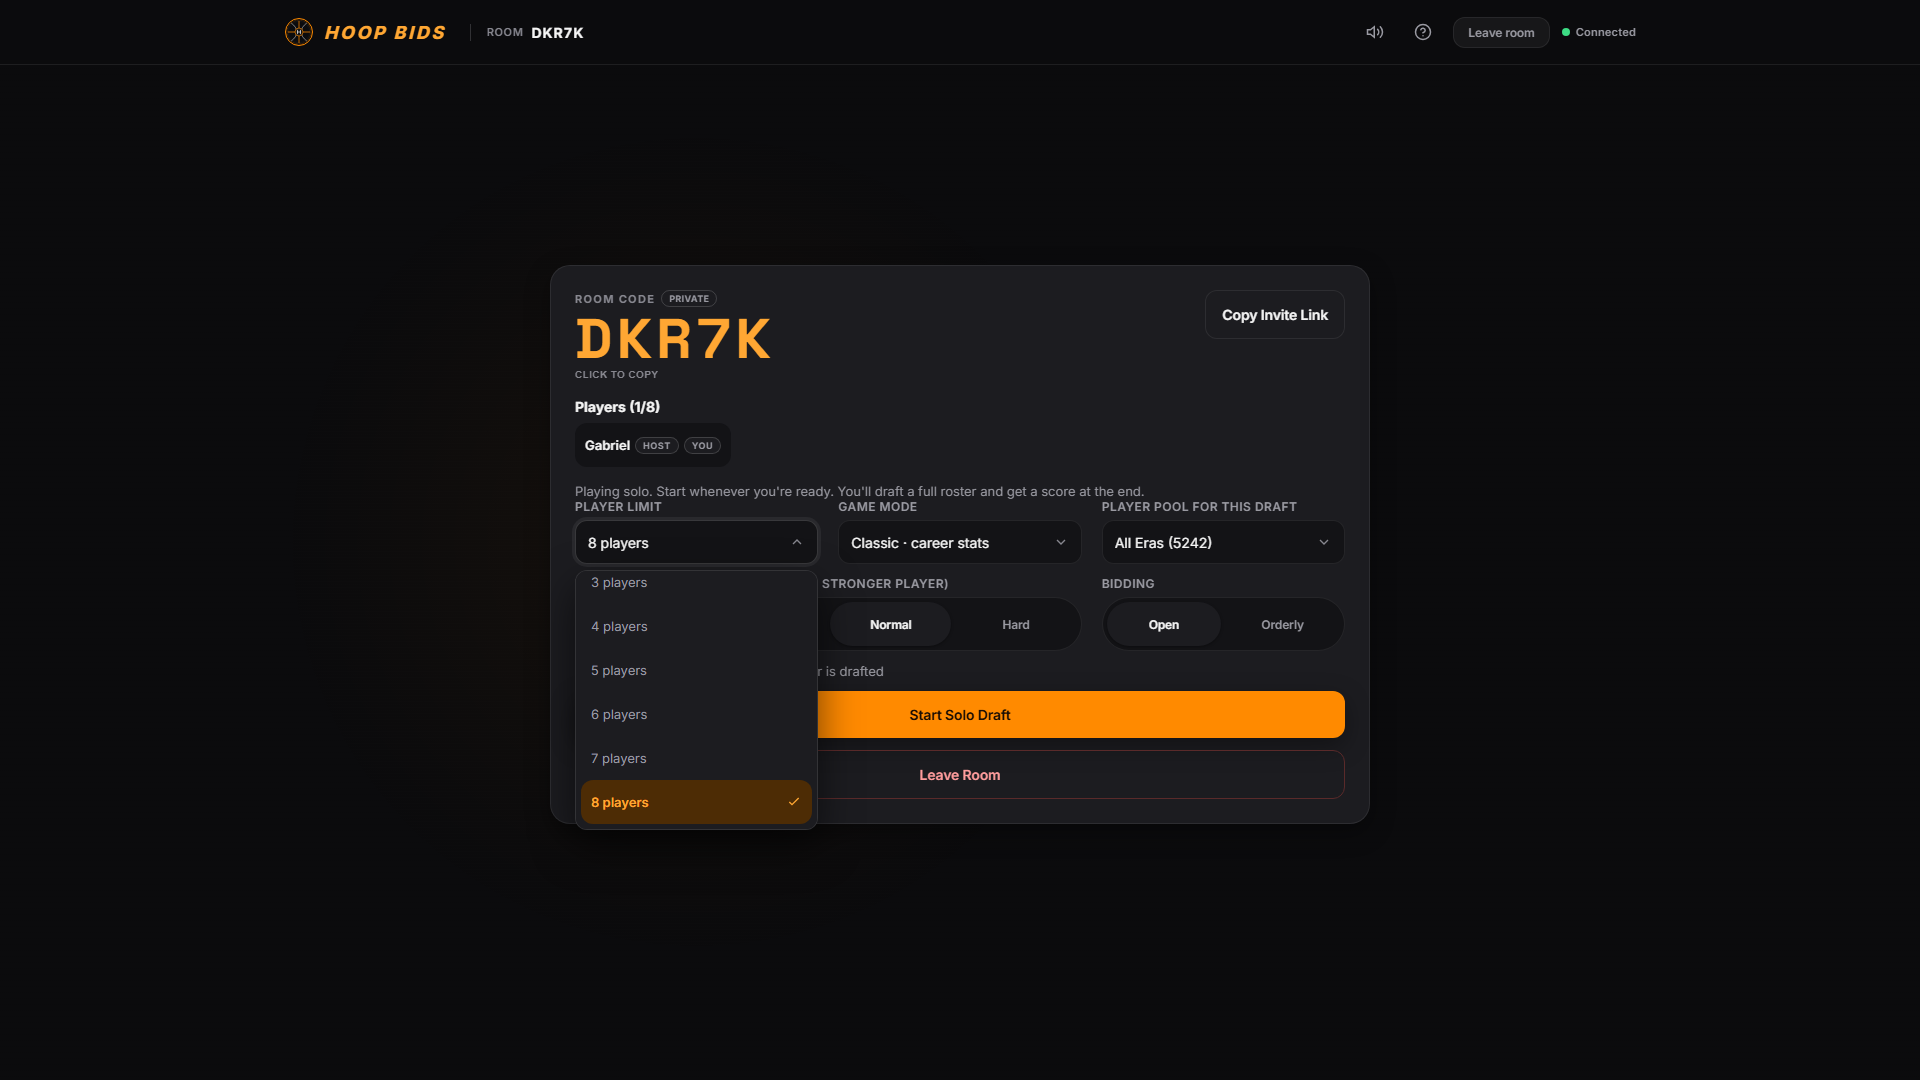 HOOP BIDS ROOM DKR7K Leave room Connected
ROOM CODE PRIVATE
Copy Invite Link
DKR7K
CLICK TO COPY
Players (1/8)
Gabriel HOST YOU
Playing solo. Start whenever you're ready. You'll draft a full roster and get a score at the end.
PLAYER LIMIT GAME MODE PLAYER POOL FOR THIS DRAFT
8 players Classic · career stats All Eras (5242)
3 players
STRONGER PLAYER) BIDDING
4 players
Normal Hard Open Orderly
5 players
is drafted
6 players
Start Solo Draft
7 players
Leave Room
8 players